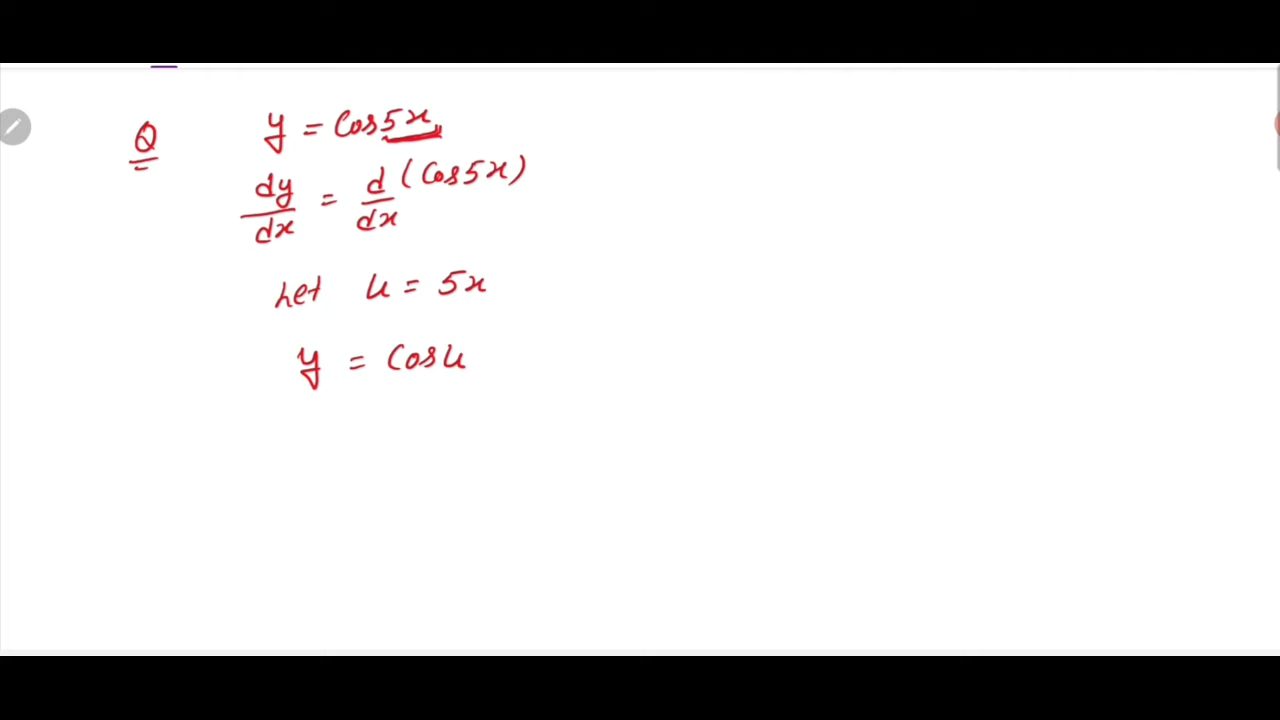 Q y = Cos5x
dy/dx = d/dx (Cos5x)
Let u = 5x
y = Cosu